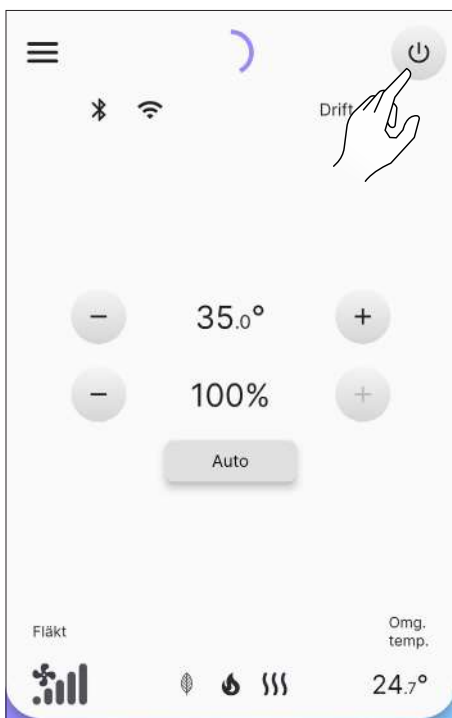 Drift
− 35.0° +
− 100% +
Auto
Fläkt
Omg.
temp.
24.7°